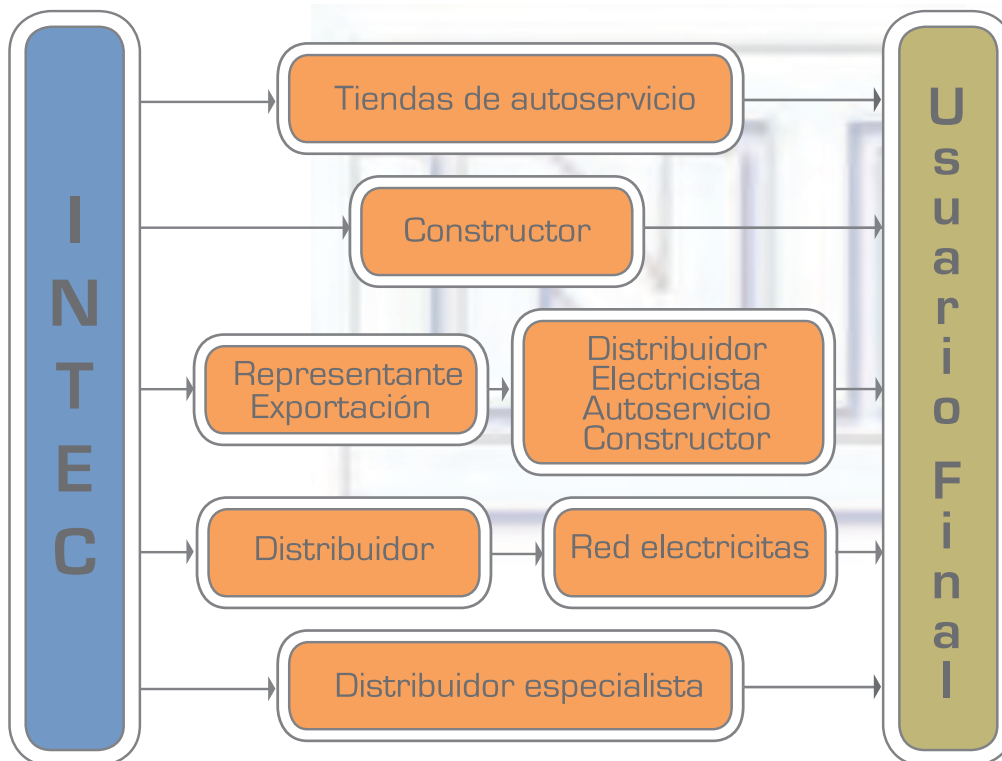 INTEC
Tiendas de autoservicio
Constructor
Representante
Exportación
Distribuidor
Electricista
Autoservicio
Constructor
Distribuidor
Red electricitas
Distribuidor especialista
Usuario Final